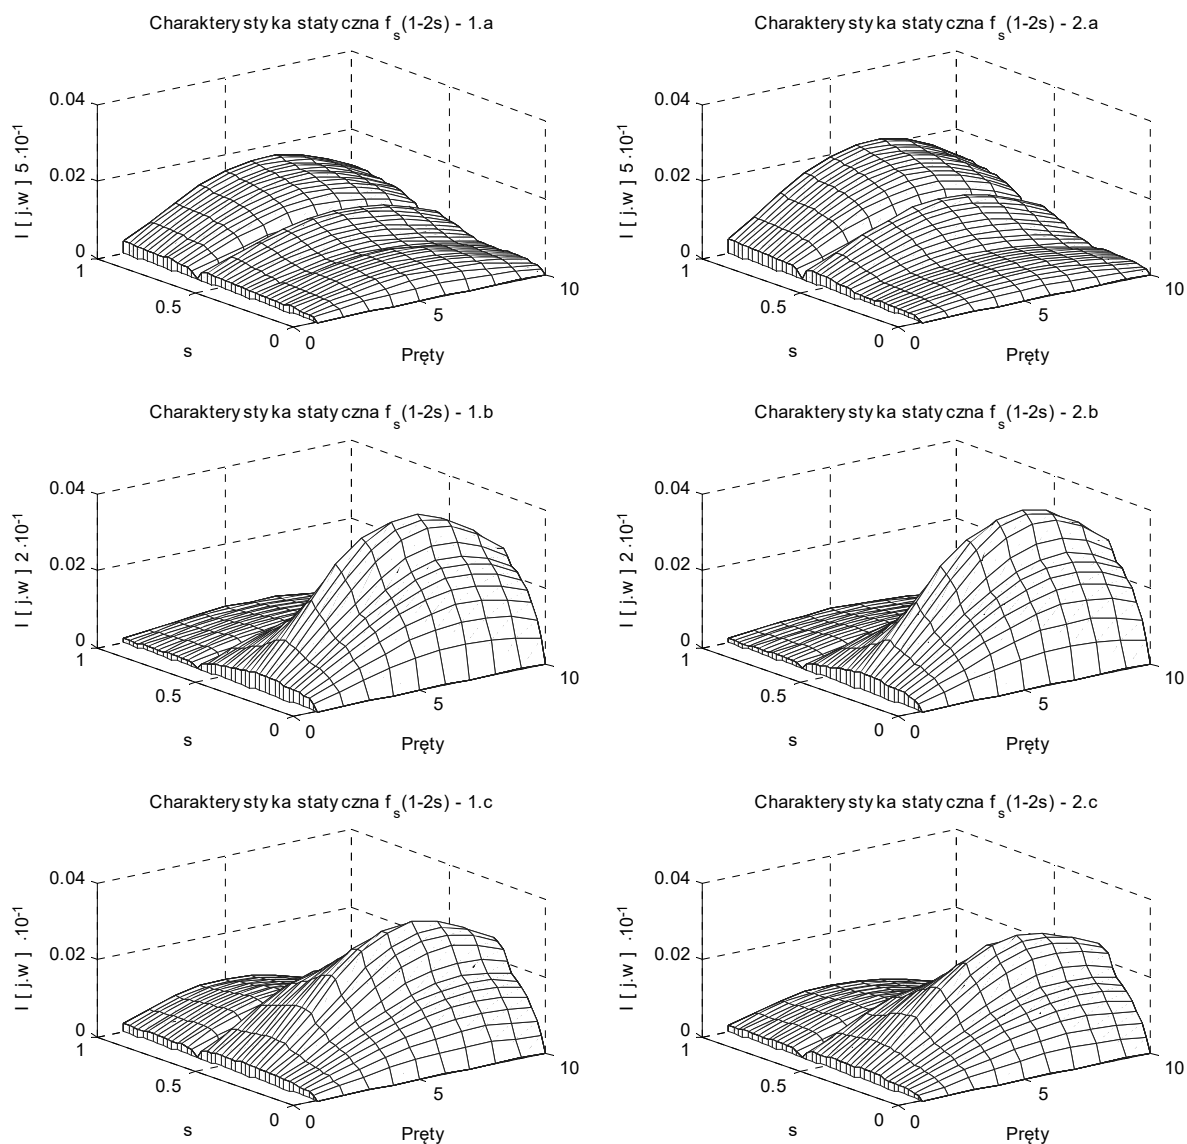 Charakterystyka statyczna f_s(1-2s) - 1.a
I [ j.w ] 5·10^-1
0.04
0.02
0
1
0.5
0
s
0
5
10
Pręty
Charakterystyka statyczna f_s(1-2s) - 2.a
I [ j.w ] 5·10^-1
0.04
0.02
0
1
0.5
0
s
0
5
10
Pręty
Charakterystyka statyczna f_s(1-2s) - 1.b
I [ j.w ] 2·10^-1
0.04
0.02
0
1
0.5
0
s
0
5
10
Pręty
Charakterystyka statyczna f_s(1-2s) - 2.b
I [ j.w ] 2·10^-1
0.04
0.02
0
1
0.5
0
s
0
5
10
Pręty
Charakterystyka statyczna f_s(1-2s) - 1.c
I [ j.w ] ·10^-1
0.04
0.02
0
1
0.5
0
s
0
5
10
Pręty
Charakterystyka statyczna f_s(1-2s) - 2.c
I [ j.w ] ·10^-1
0.04
0.02
0
1
0.5
0
s
0
5
10
Pręty